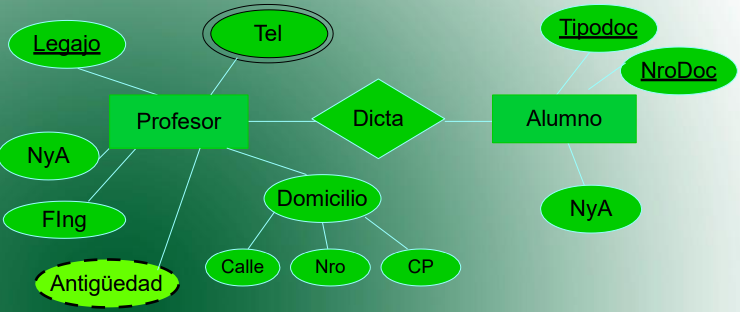 Legajo
Tel
Tipodoc
NroDoc
Profesor
Dicta
Alumno
NyA
Domicilio
NyA
FIng
Calle
Nro
CP
Antigüedad